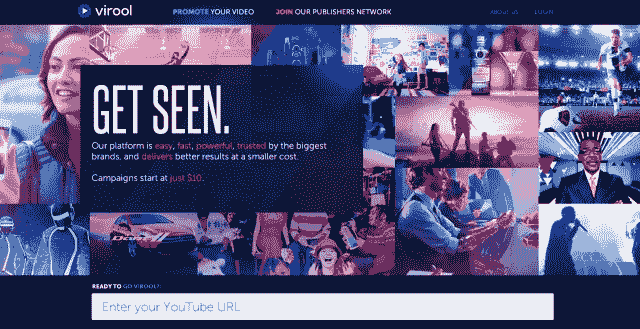 virool
PROMOTE YOUR VIDEO
JOIN OUR PUBLISHERS NETWORK
ABOUT US
LOGIN
GET SEEN.
Our platform is easy, fast, powerful, trusted by the biggest
brands, and delivers better results at a smaller cost.
Campaigns start at just $10.
READY TO GO VIROOL?:
Enter your YouTube URL